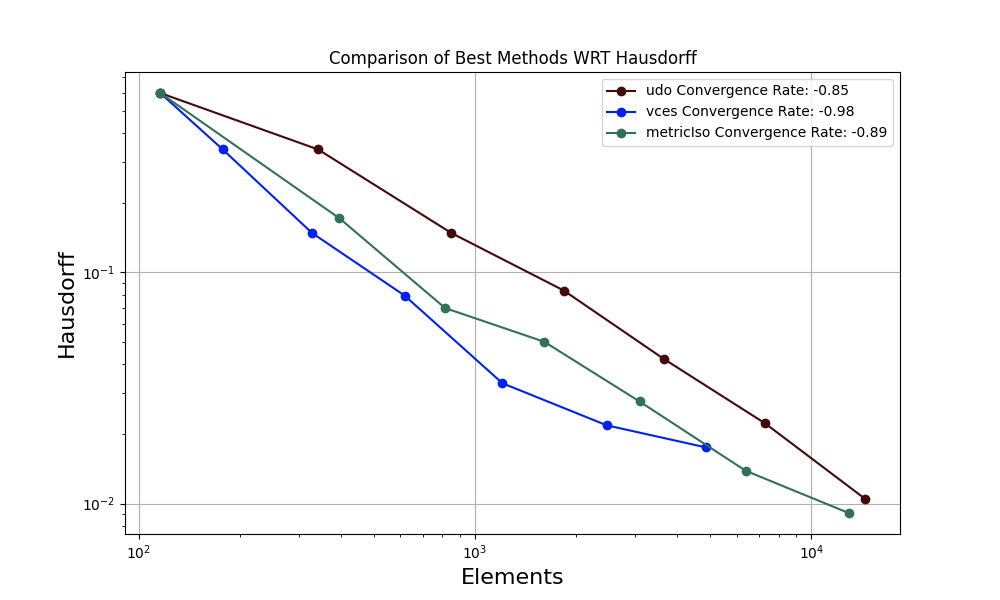 Comparison of Best Methods WRT Hausdorff
udo Convergence Rate: -0.85
vces Convergence Rate: -0.98
metricIso Convergence Rate: -0.89
Hausdorff
10⁻¹
10⁻²
10²
10³
10⁴
Elements